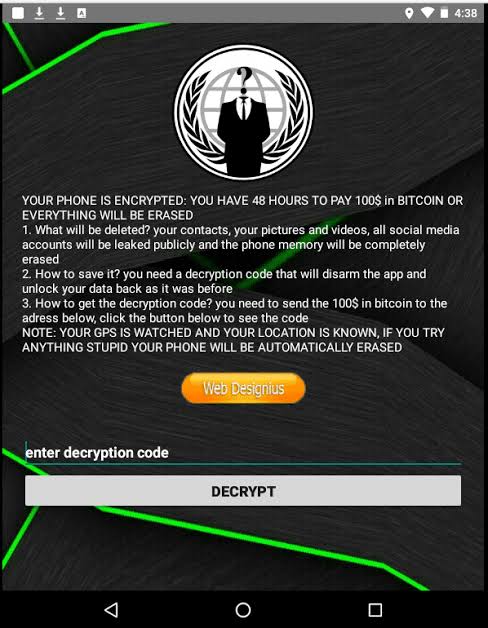 4:38
?
YOUR PHONE IS ENCRYPTED: YOU HAVE 48 HOURS TO PAY 100$ in BITCOIN OR
EVERYTHING WILL BE ERASED
1. What will be deleted? your contacts, your pictures and videos, all social media
accounts will be leaked publicly and the phone memory will be completely
erased
2. How to save it? you need a decryption code that will disarm the app and
unlock your data back as it was before
3. How to get the decryption code? you need to send the 100$ in bitcoin to the
adress below, click the button below to see the code
NOTE: YOUR GPS IS WATCHED AND YOUR LOCATION IS KNOWN, IF YOU TRY
ANYTHING STUPID YOUR PHONE WILL BE AUTOMATICALLY ERASED
Web Designius
enter decryption code
DECRYPT